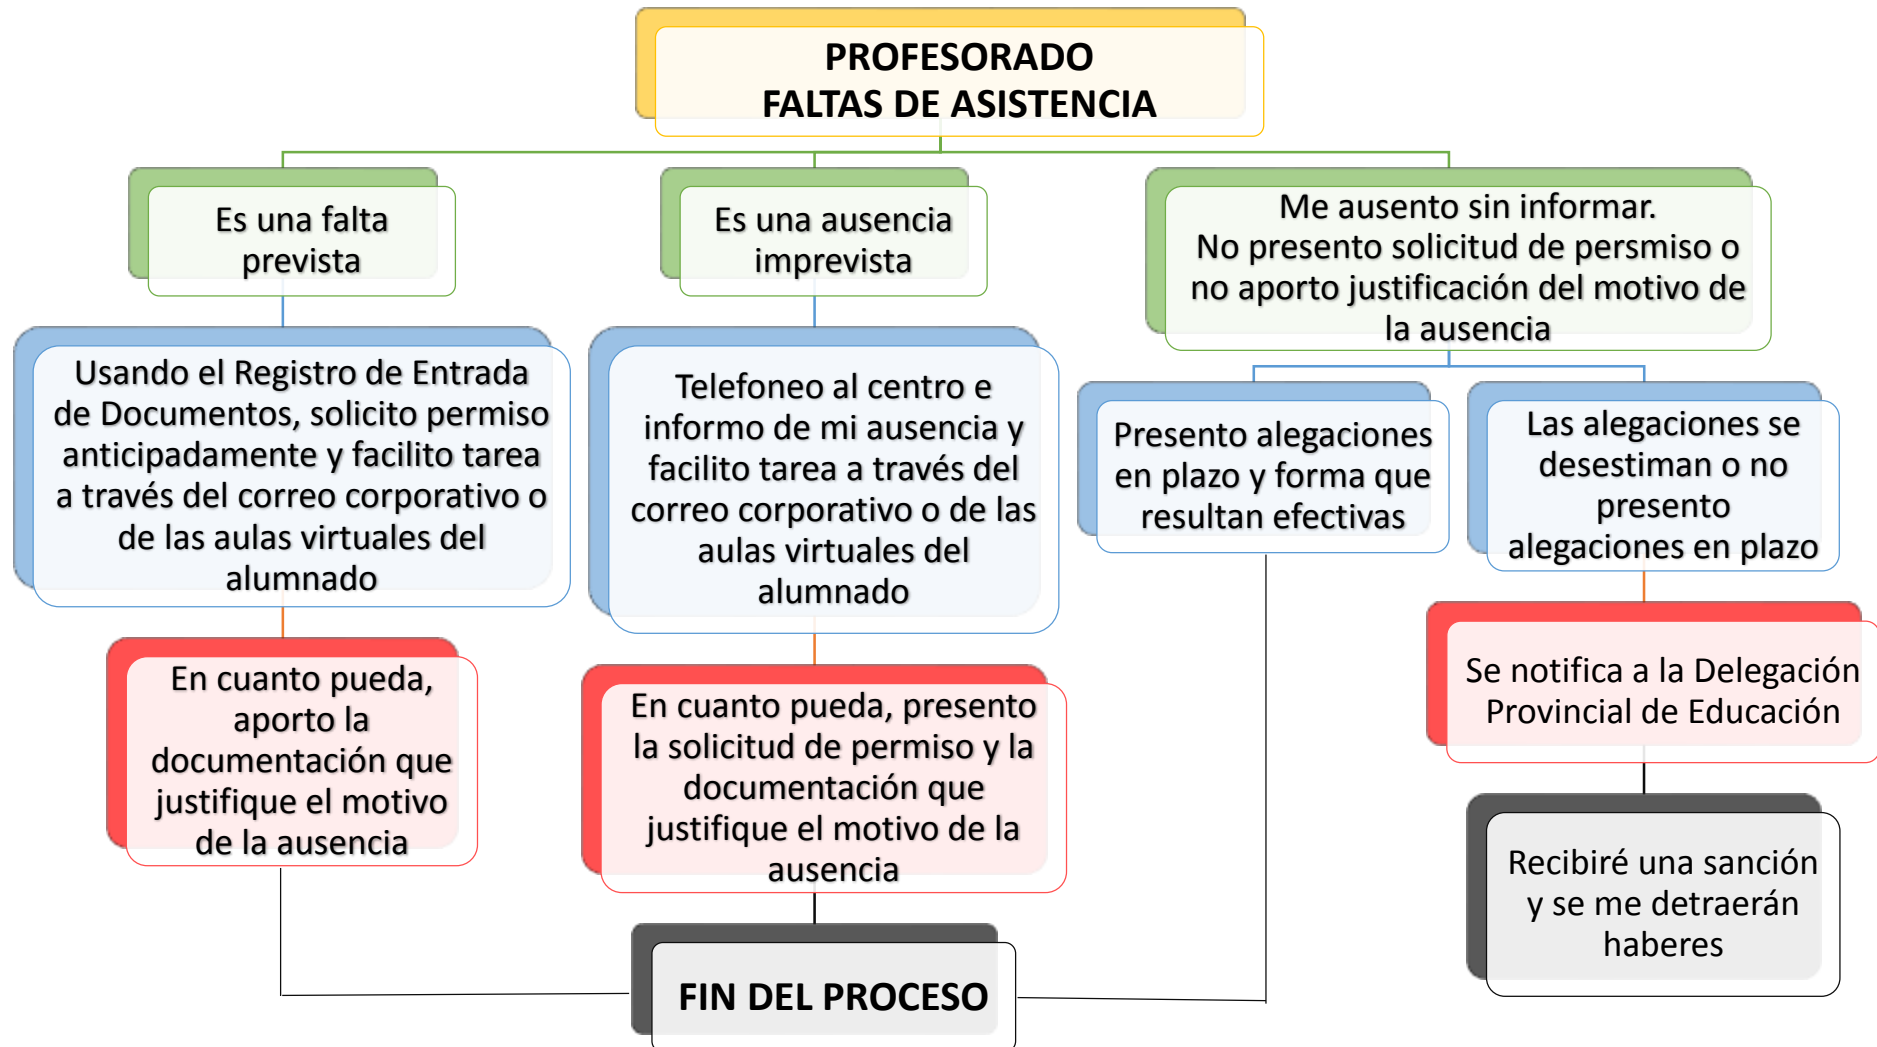 PROFESORADO
FALTAS DE ASISTENCIA
Es una falta
prevista
Es una ausencia
imprevista
Me ausento sin informar.
No presento solicitud de persmiso o
no aporto justificación del motivo de
la ausencia
Usando el Registro de Entrada
de Documentos, solicito permiso
anticipadamente y facilito tarea
a través del correo corporativo o
de las aulas virtuales del
alumnado
Telefoneo al centro e
informo de mi ausencia y
facilito tarea a través del
correo corporativo o de las
aulas virtuales del
alumnado
Presento alegaciones
en plazo y forma que
resultan efectivas
Las alegaciones se
desestiman o no
presento
alegaciones en plazo
En cuanto pueda,
aporto la
documentación que
justifique el motivo
de la ausencia
En cuanto pueda, presento
la solicitud de permiso y la
documentación que
justifique el motivo de la
ausencia
Se notifica a la Delegación
Provincial de Educación
Recibiré una sanción
y se me detraerán
haberes
FIN DEL PROCESO